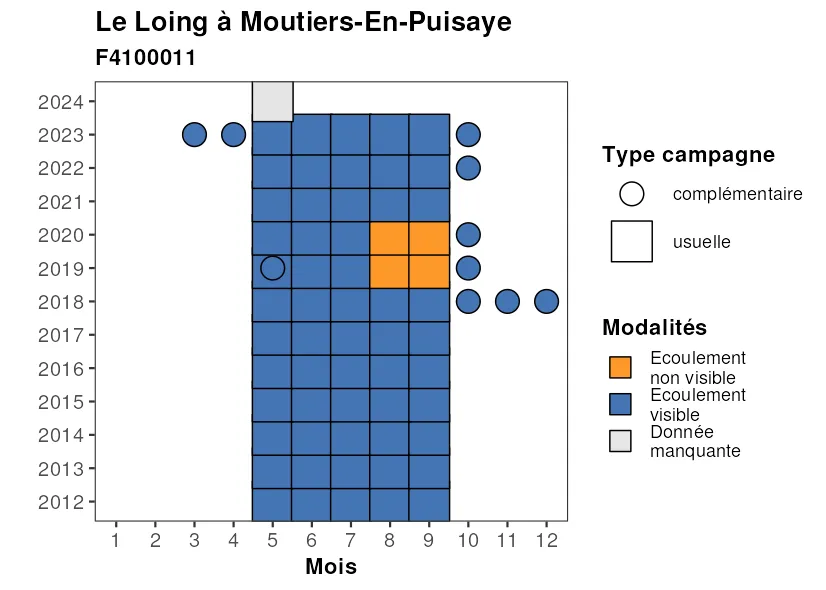 Le Loing à Moutiers-En-Puisaye
F4100011
2024
2023
2022
2021
2020
2019
2018
2017
2016
2015
2014
2013
2012
1 2 3 4 5 6 7 8 9 10 11 12
Mois
Type campagne
complémentaire
usuelle
Modalités
Ecoulement
non visible
Ecoulement
visible
Donnée
manquante